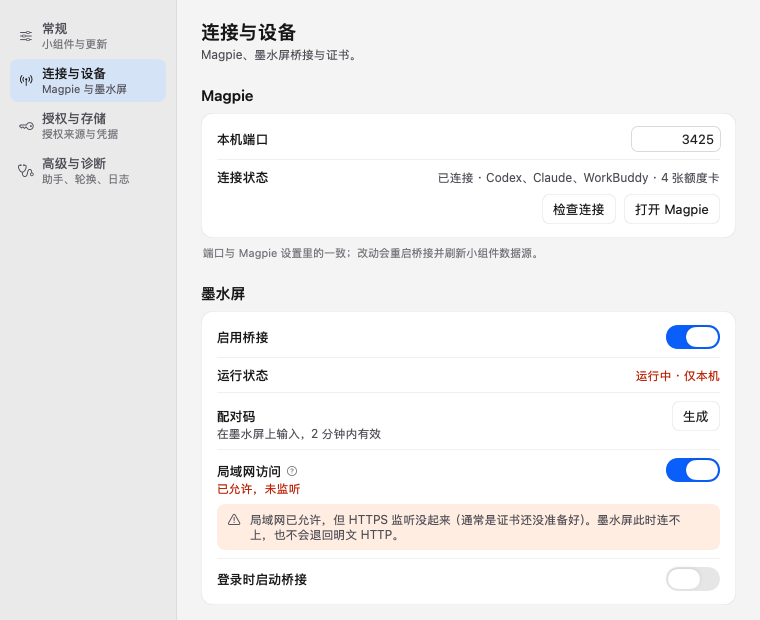 常规
小组件与更新
连接与设备
Magpie 与墨水屏
授权与存储
授权来源与凭据
高级与诊断
助手、轮换、日志
连接与设备
Magpie、墨水屏桥接与证书。
Magpie
本机端口
3425
连接状态
已连接 · Codex、Claude、WorkBuddy · 4 张额度卡
检查连接
打开 Magpie
端口与 Magpie 设置里的一致；改动会重启桥接并刷新小组件数据源。
墨水屏
启用桥接
运行状态
运行中 · 仅本机
配对码
在墨水屏上输入，2 分钟内有效
生成
局域网访问 ?
已允许，未监听
局域网已允许，但 HTTPS 监听没起来（通常是证书还没准备好）。墨水屏此时连不
上，也不会退回明文 HTTP。
登录时启动桥接